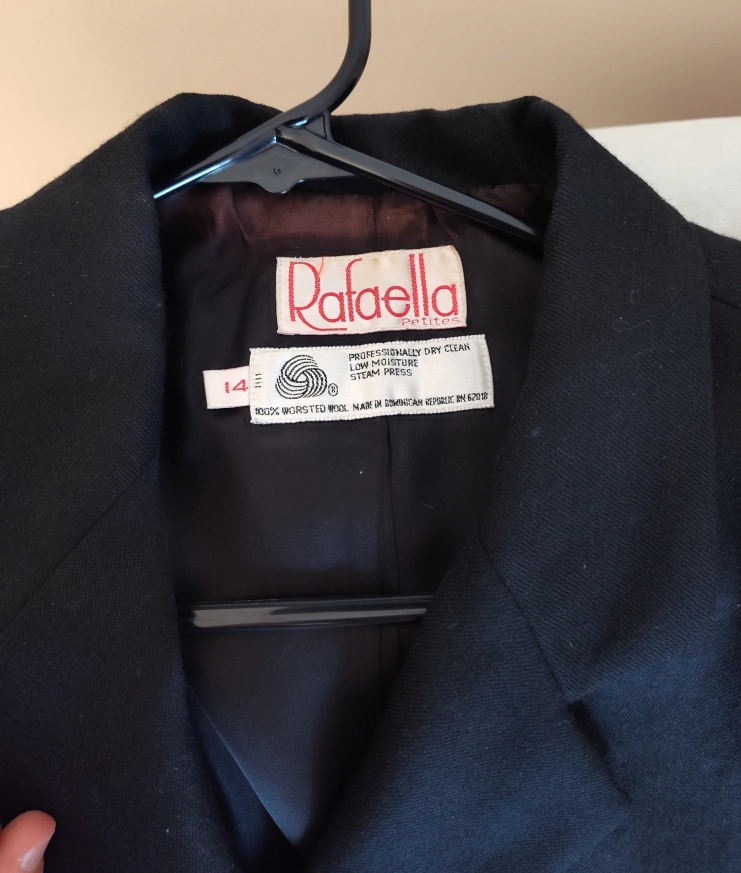 Rafaella
Petites
14
PROFESSIONALLY DRY CLEAN
LOW MOISTURE
STEAM PRESS
®
100% WORSTED WOOL MADE IN DOMINICAN REPUBLIC RN 62018